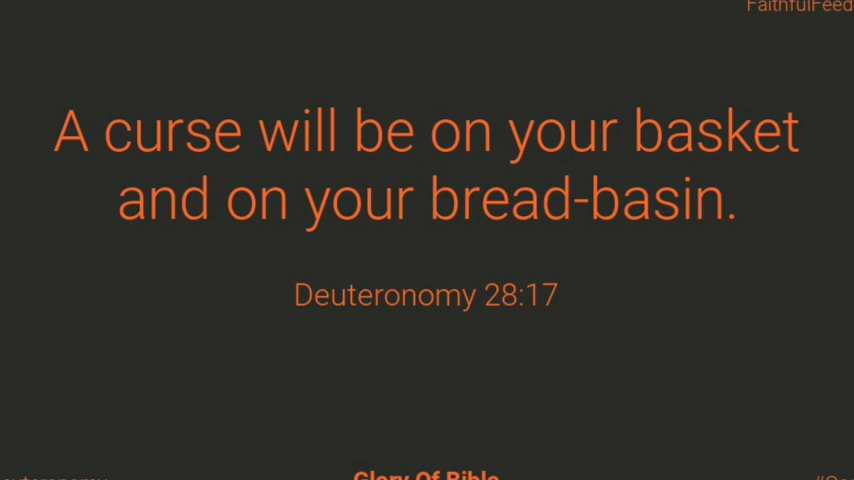 FaithfulFeed
A curse will be on your basket
and on your bread-basin.
Deuteronomy 28:17
Glory Of Bible